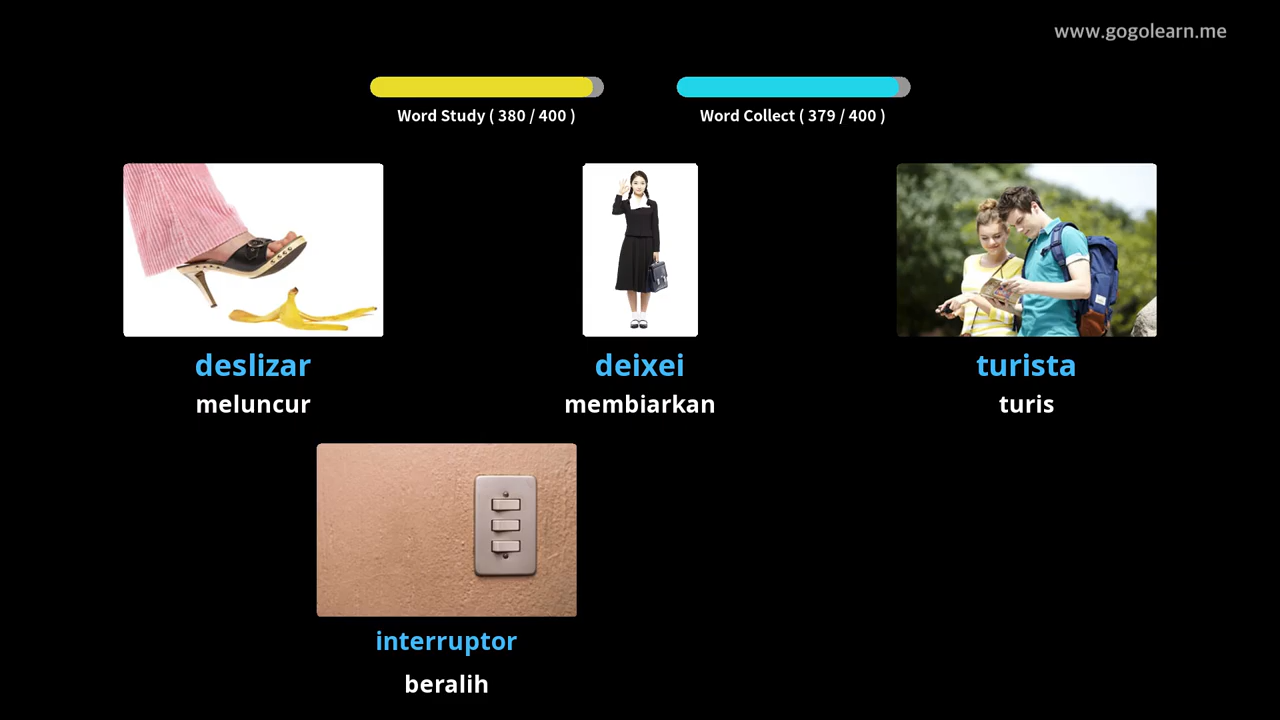 www.gogolearn.me
Word Study ( 380 / 400 )
Word Collect ( 379 / 400 )
deslizar
meluncur
deixei
membiarkan
turista
turis
interruptor
beralih